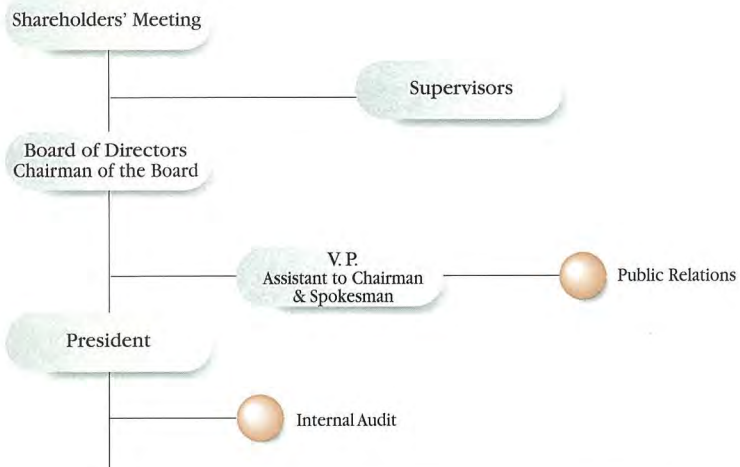 Shareholders' Meeting
Supervisors
Board of Directors
Chairman of the Board
V. P.
Assistant to Chairman
& Spokesman
Public Relations
President
Internal Audit